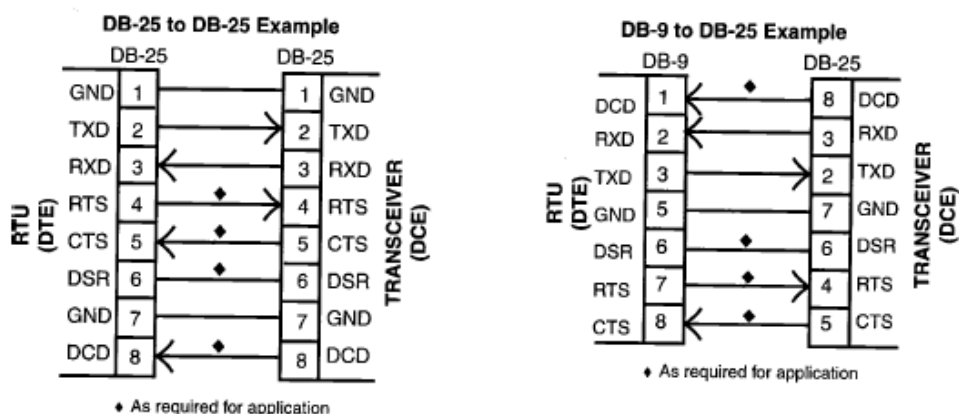 DB-25 to DB-25 Example
DB-25 DB-25
RTU
(DTE)
GND 1 1 GND
TXD 2 2 TXD
RXD 3 3 RXD
RTS 4 ♦ 4 RTS
CTS 5 ♦ 5 CTS
DSR 6 ♦ 6 DSR
GND 7 7 GND
DCD 8 ♦ 8 DCD
TRANSCEIVER
(DCE)
♦ As required for application
DB-9 to DB-25 Example
DB-9 DB-25
RTU
(DTE)
DCD 1 ♦ 8 DCD
RXD 2 3 RXD
TXD 3 2 TXD
GND 5 7 GND
DSR 6 ♦ 6 DSR
RTS 7 ♦ 4 RTS
CTS 8 ♦ 5 CTS
TRANSCEIVER
(DCE)
♦ As required for application